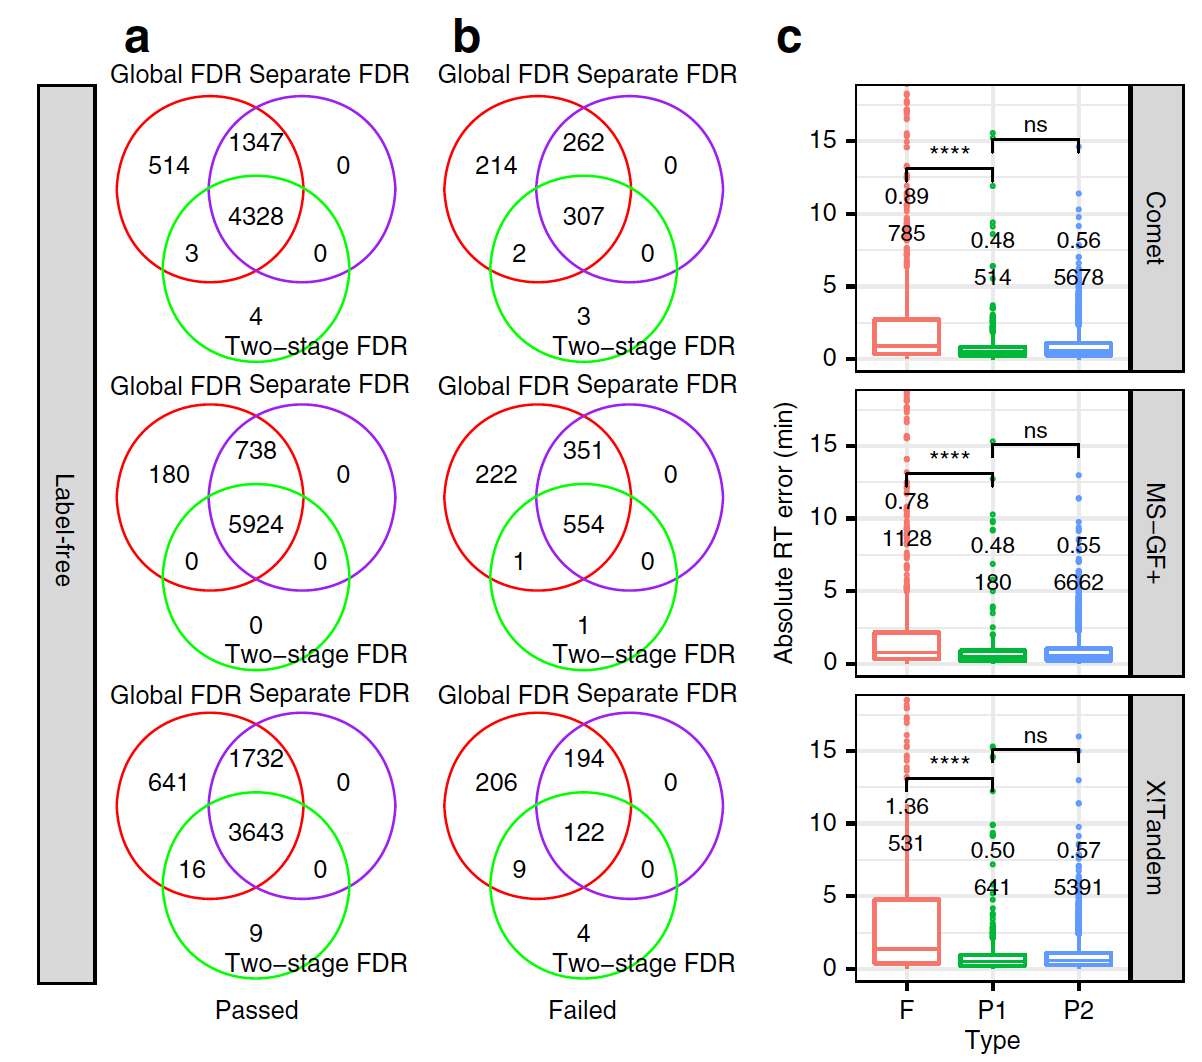 a
b
c
Label-free
Global FDR Separate FDR
514
1347
0
4328
3
0
4
Two−stage FDR
Global FDR Separate FDR
214
262
0
307
2
0
3
Two−stage FDR
Global FDR Separate FDR
180
738
0
5924
0
0
0
Two−stage FDR
Global FDR Separate FDR
222
351
0
554
1
0
1
Two−stage FDR
Global FDR Separate FDR
641
1732
0
3643
16
0
9
Two−stage FDR
Passed
Global FDR Separate FDR
206
194
0
122
9
0
4
Two−stage FDR
Failed
Absolute RT error (min)
15
10
5
0
****
ns
0.89
785
0.48
514
0.56
5678
Comet
15
10
5
0
****
ns
0.78
1128
0.48
180
0.55
6662
MS−GF+
15
10
5
0
****
ns
1.36
531
0.50
641
0.57
5391
X!Tandem
F
P1
P2
Type